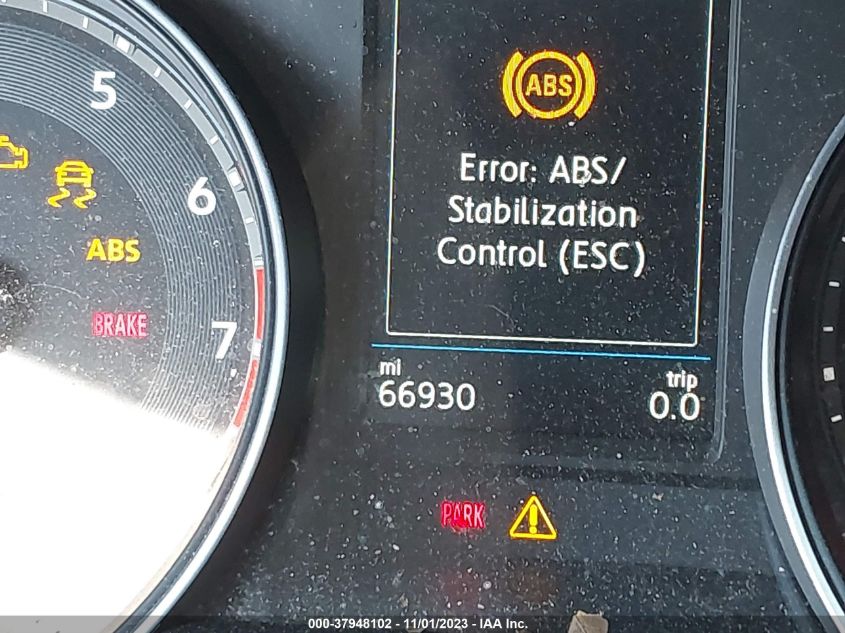 5
6
ABS
BRAKE
7
ABS
Error: ABS/
Stabilization
Control (ESC)
mi
66930
trip
0.0
PARK
000-37948102 - 11/01/2023 - IAA Inc.